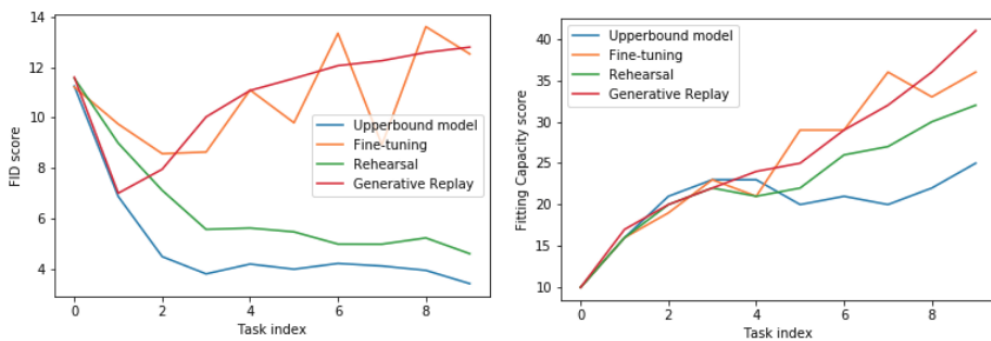 14
12
10
8
6
4
FID score
0
2
4
6
8
Task index
Upperbound model
Fine-tuning
Rehearsal
Generative Replay
40
35
30
25
20
15
10
Fitting Capacity score
0
2
4
6
8
Task index
Upperbound model
Fine-tuning
Rehearsal
Generative Replay